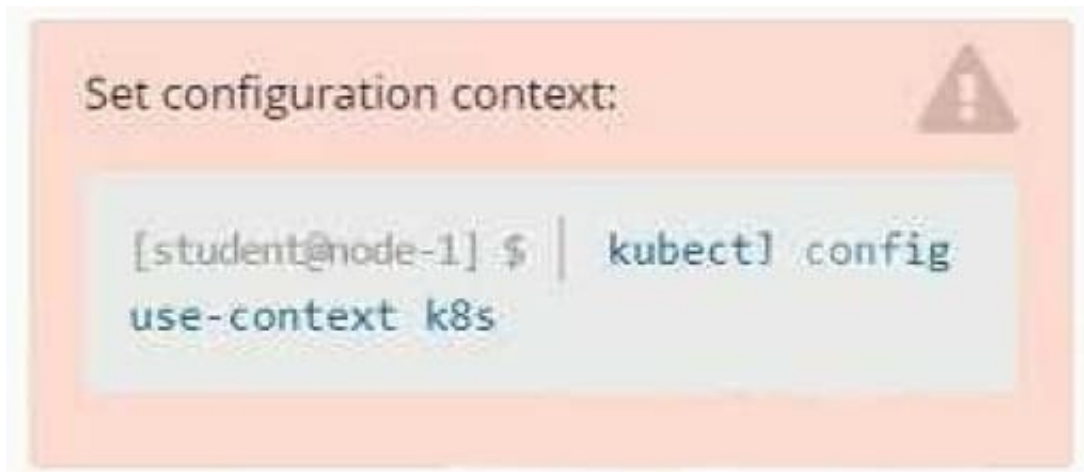 Set configuration context:
[student@node-1] $ | kubectl config
use-context k8s